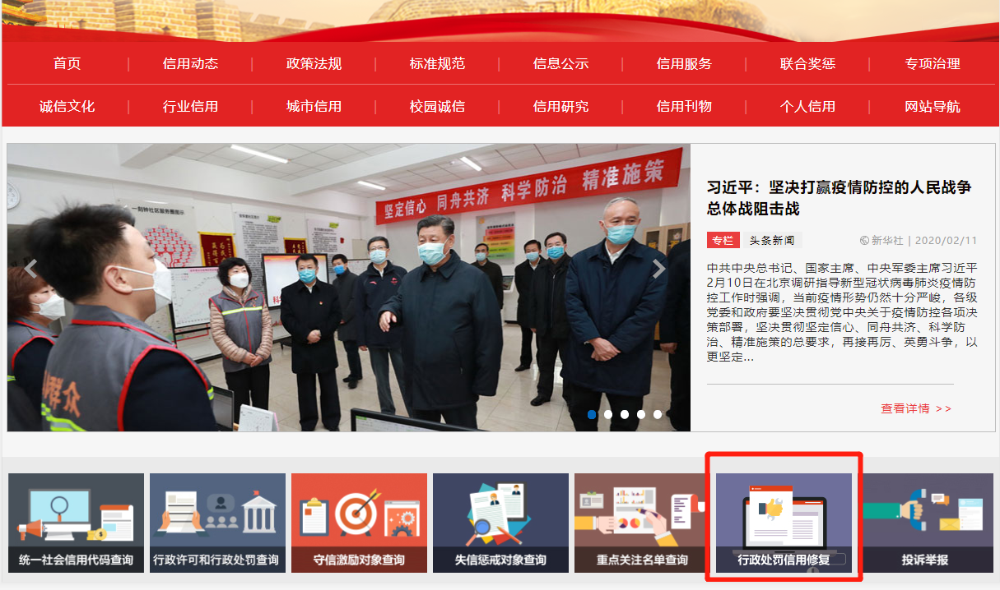 首页 | 信用动态 | 政策法规 | 标准规范 | 信息公示 | 信用服务 | 联合奖惩 | 专项治理
诚信文化 | 行业信用 | 城市信用 | 校园诚信 | 信用研究 | 信用刊物 | 个人信用 | 网站导航
坚定信心 同舟共济 科学防治 精准施策
一刻钟社区服务圈图示
习近平：坚决打赢疫情防控的人民战争
总体战阻击战
专栏 头条新闻 新华社 | 2020/02/11
中共中央总书记、国家主席、中央军委主席习近平
2月10日在北京调研指导新型冠状病毒肺炎疫情防
控工作时强调，当前疫情形势仍然十分严峻，各级
党委和政府要坚决贯彻党中央关于疫情防控各项决
策部署，坚决贯彻坚定信心、同舟共济、科学防
治、精准施策的总要求，再接再厉、英勇斗争，以
更坚定...
查看详情 >>
统一社会信用代码查询
行政许可和行政处罚查询
守信激励对象查询
失信惩戒对象查询
重点关注名单查询
行政处罚信用修复
投诉举报